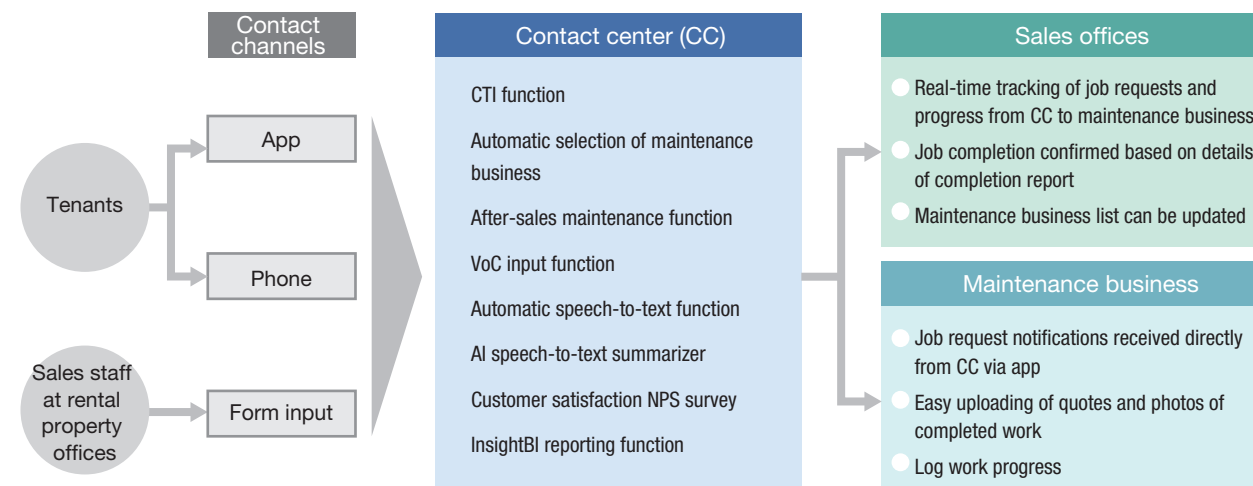 Contact
channels
App
Phone
Form input
Tenants
Sales staff
at rental
property
offices
Contact center (CC)
CTI function
Automatic selection of maintenance
business
After-sales maintenance function
VoC input function
Automatic speech-to-text function
AI speech-to-text summarizer
Customer satisfaction NPS survey
InsightBI reporting function
Sales offices
Real-time tracking of job requests and
progress from CC to maintenance business
Job completion confirmed based on details
of completion report
Maintenance business list can be updated
Maintenance business
Job request notifications received directly
from CC via app
Easy uploading of quotes and photos of
completed work
Log work progress